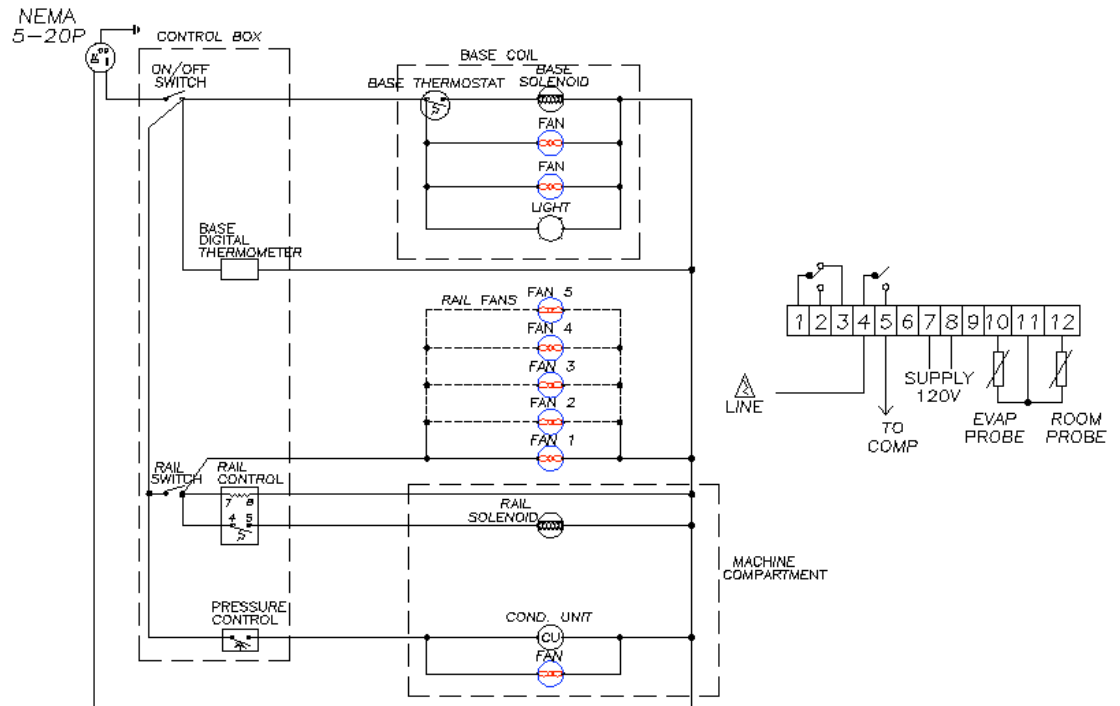 NEMA
5-20P
CONTROL BOX
ON/OFF
SWITCH
BASE COIL
BASE THERMOSTAT
BASE
SOLENOID
FAN
FAN
LIGHT
BASE
DIGITAL
THERMOMETER
RAIL FANS
FAN 5
FAN 4
FAN 3
FAN 2
FAN 1
1 2 3 4 5 6 7 8 9 10 11 12
LINE
SUPPLY
120V
TO
COMP
EVAP
PROBE
ROOM
PROBE
RAIL
SWITCH
RAIL
CONTROL
7 8
4 5
RAIL
SOLENOID
MACHINE
COMPARTMENT
PRESSURE
CONTROL
COND. UNIT
CU
FAN